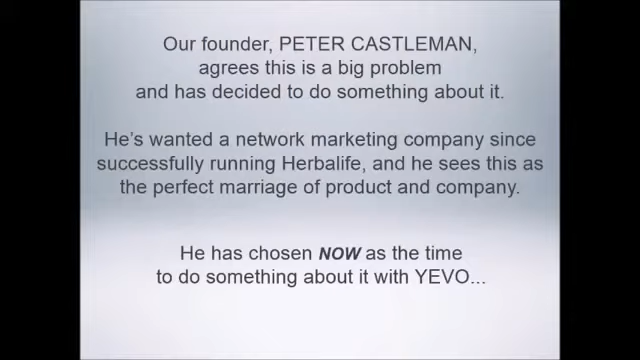 Our founder, PETER CASTLEMAN,
agrees this is a big problem
and has decided to do something about it.
He's wanted a network marketing company since
successfully running Herbalife, and he sees this as
the perfect marriage of product and company.
He has chosen NOW as the time
to do something about it with YEVO...